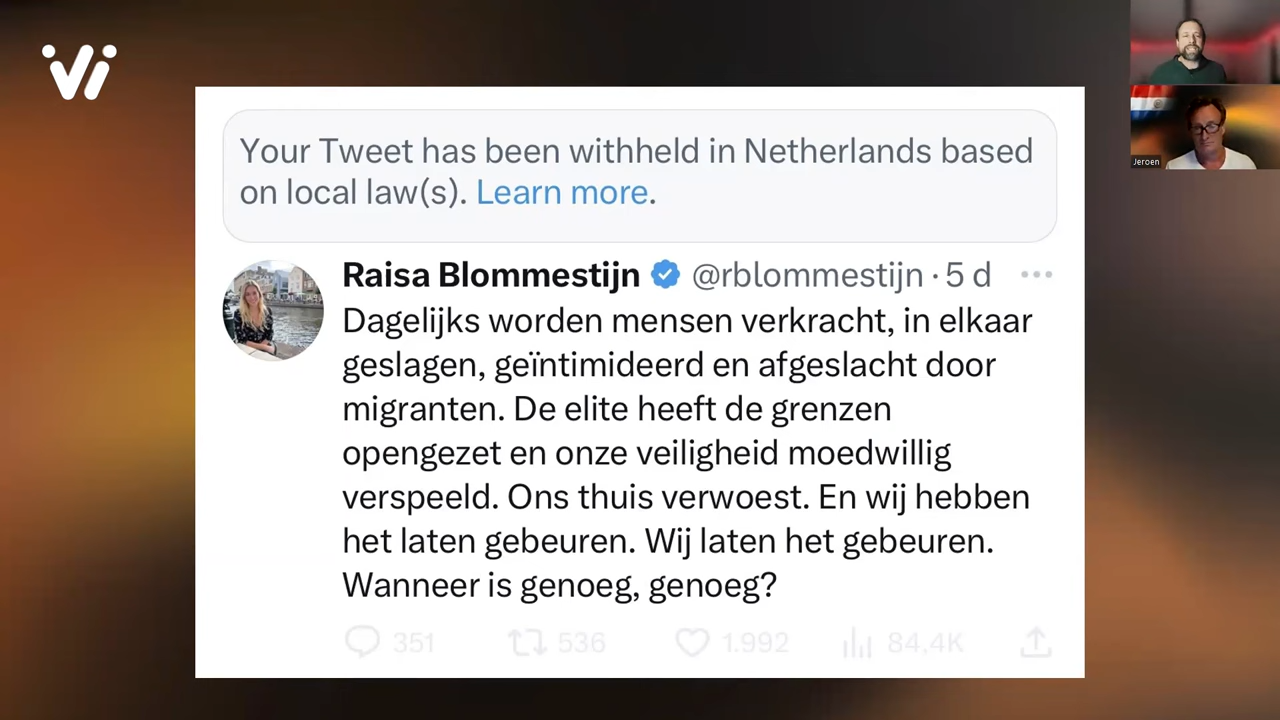 Vi
Your Tweet has been withheld in Netherlands based
on local law(s). Learn more.
Raisa Blommestijn @rblommestijn · 5 d
Dagelijks worden mensen verkracht, in elkaar
geslagen, geïntimideerd en afgeslacht door
migranten. De elite heeft de grenzen
opengezet en onze veiligheid moedwillig
verspeeld. Ons thuis verwoest. En wij hebben
het laten gebeuren. Wij laten het gebeuren.
Wanneer is genoeg, genoeg?
351 536 1.992 84,4K
Jeroen